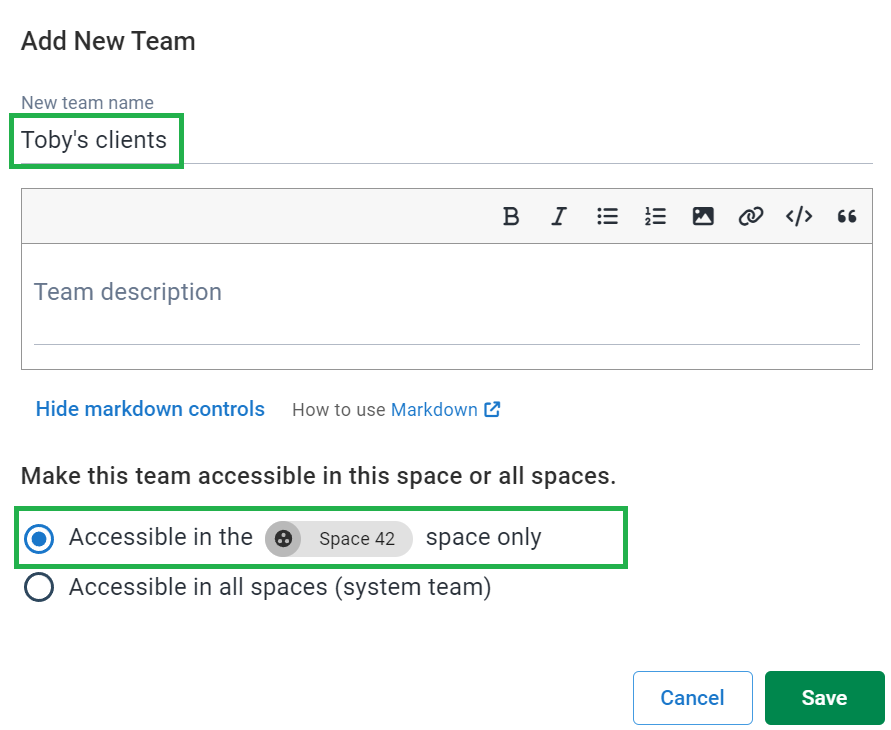 Add New Team
New team name
Toby's clients
Team description
Hide markdown controls How to use Markdown
Make this team accessible in this space or all spaces.
Accessible in the Space 42 space only
Accessible in all spaces (system team)
Cancel Save